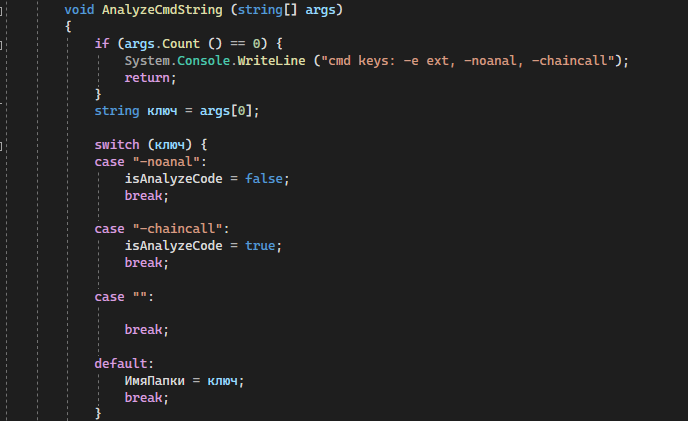 void AnalyzeCmdString (string[] args)
{
if (args.Count () == 0) {
System.Console.WriteLine ("cmd keys: -e ext, -noanal, -chaincall");
return;
}
string ключ = args[0];
switch (ключ) {
case "-noanal":
isAnalyzeCode = false;
break;
case "-chaincall":
isAnalyzeCode = true;
break;
case "":
break;
default:
ИмяПапки = ключ;
break;
}